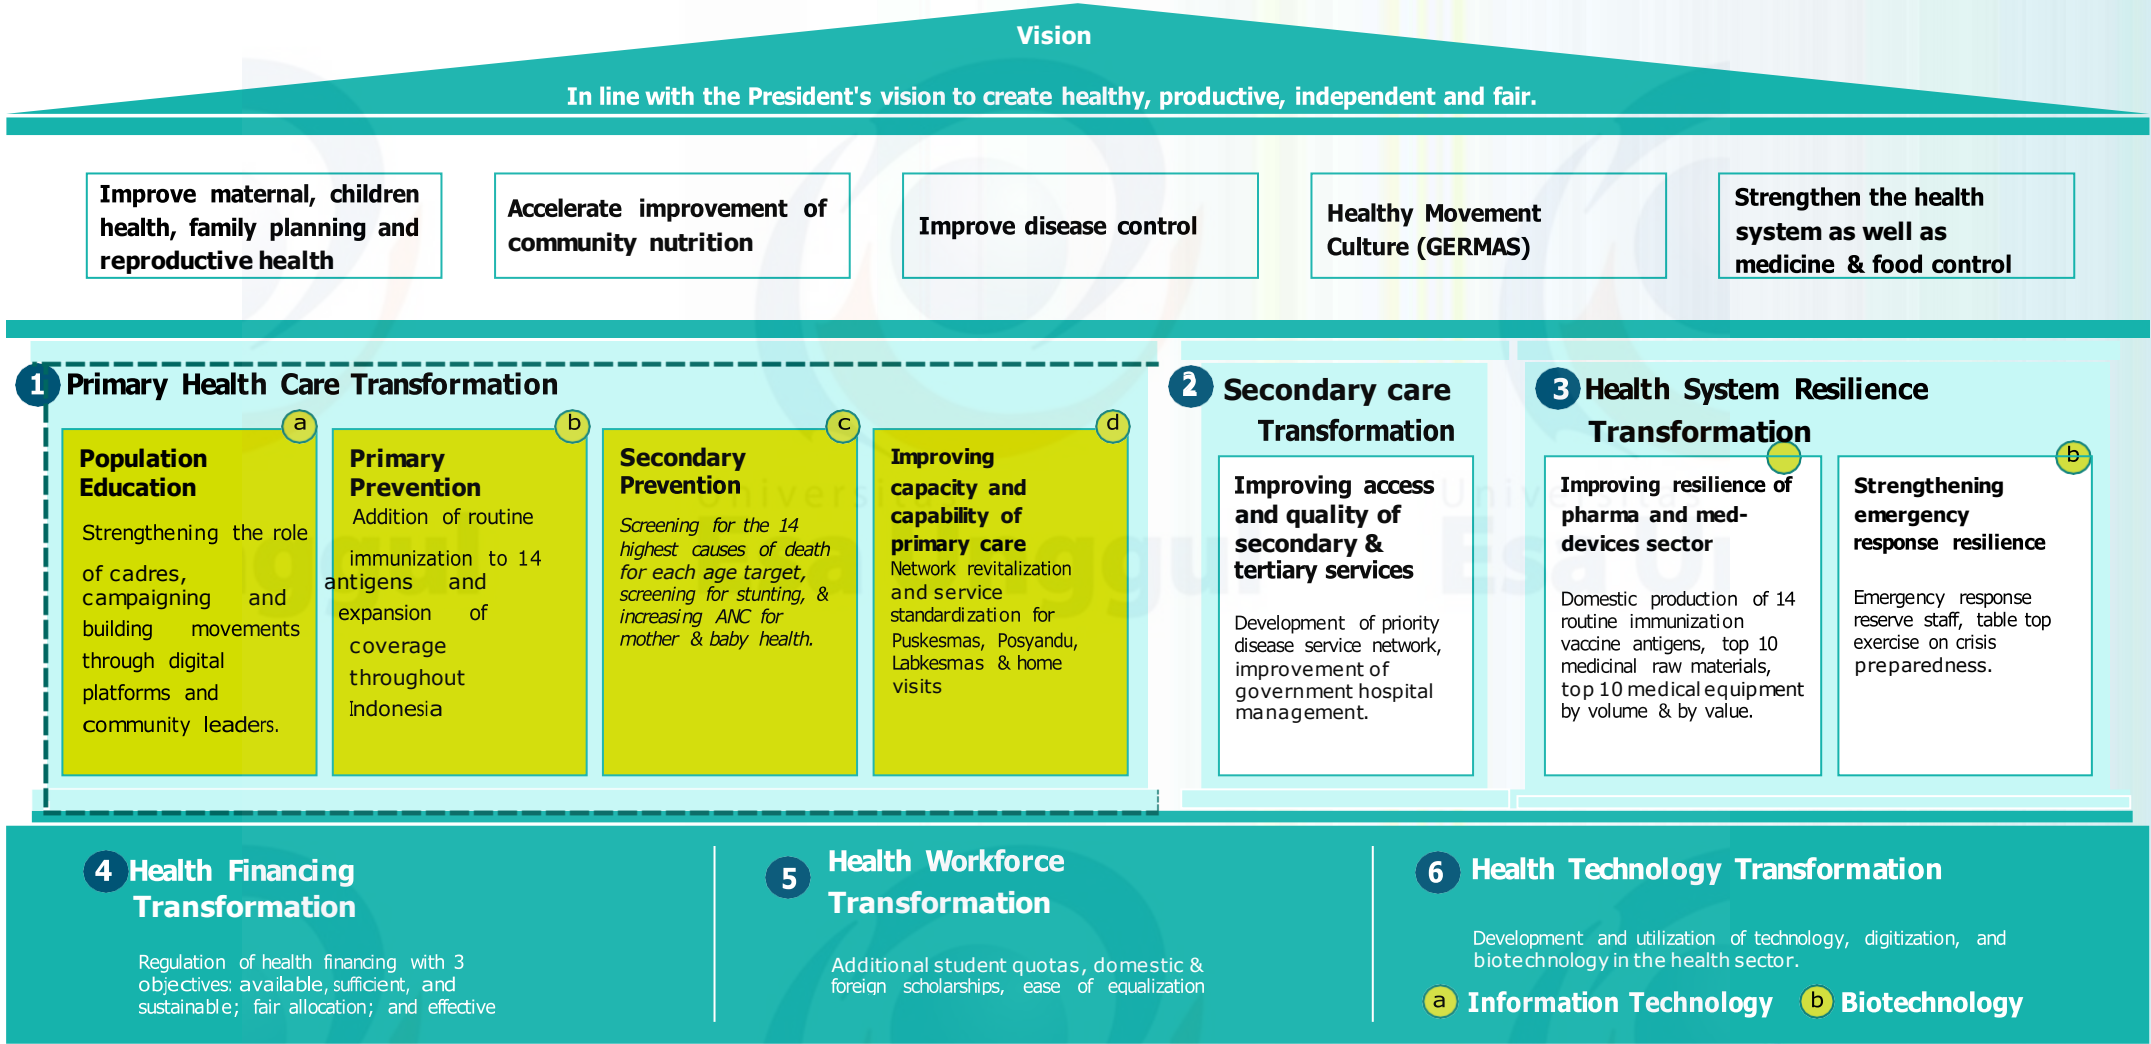 Vision
In line with the President's vision to create healthy, productive, independent and fair.
Improve maternal, children
health, family planning and
reproductive health
Accelerate improvement of
community nutrition
Improve disease control
Healthy Movement
Culture (GERMAS)
Strengthen the health
system as well as
medicine & food control
1 Primary Health Care Transformation
a
Population
Education
Strengthening the role
of cadres,
campaigning and
building movements
through digital
platforms and
community leaders.
b
Primary
Prevention
Addition of routine
immunization to 14
antigens and
expansion of
coverage
throughout
Indonesia
c
Secondary
Prevention
Screening for the 14
highest causes of death
for each age target,
screening for stunting, &
increasing ANC for
mother & baby health.
d
Improving
capacity and
capability of
primary care
Network revitalization
and service
standardization for
Puskesmas, Posyandu,
Labkesmas & home
visits
2 Secondary care
Transformation
Improving access
and quality of
secondary &
tertiary services
Development of priority
disease service network,
improvement of
government hospital
management.
3 Health System Resilience
Transformation
Improving resilience of
pharma and med-
devices sector
Domestic production of 14
routine immunization
vaccine antigens, top 10
medicinal raw materials,
top 10 medical equipment
by volume & by value.
b
Strengthening
emergency
response resilience
Emergency response
reserve staff, table top
exercise on crisis
preparedness.
4 Health Financing
Transformation
Regulation of health financing with 3
objectives: available, sufficient, and
sustainable; fair allocation; and effective
5 Health Workforce
Transformation
Additional student quotas, domestic &
foreign scholarships, ease of equalization
6 Health Technology Transformation
Development and utilization of technology, digitization, and
biotechnology in the health sector.
a Information Technology b Biotechnology